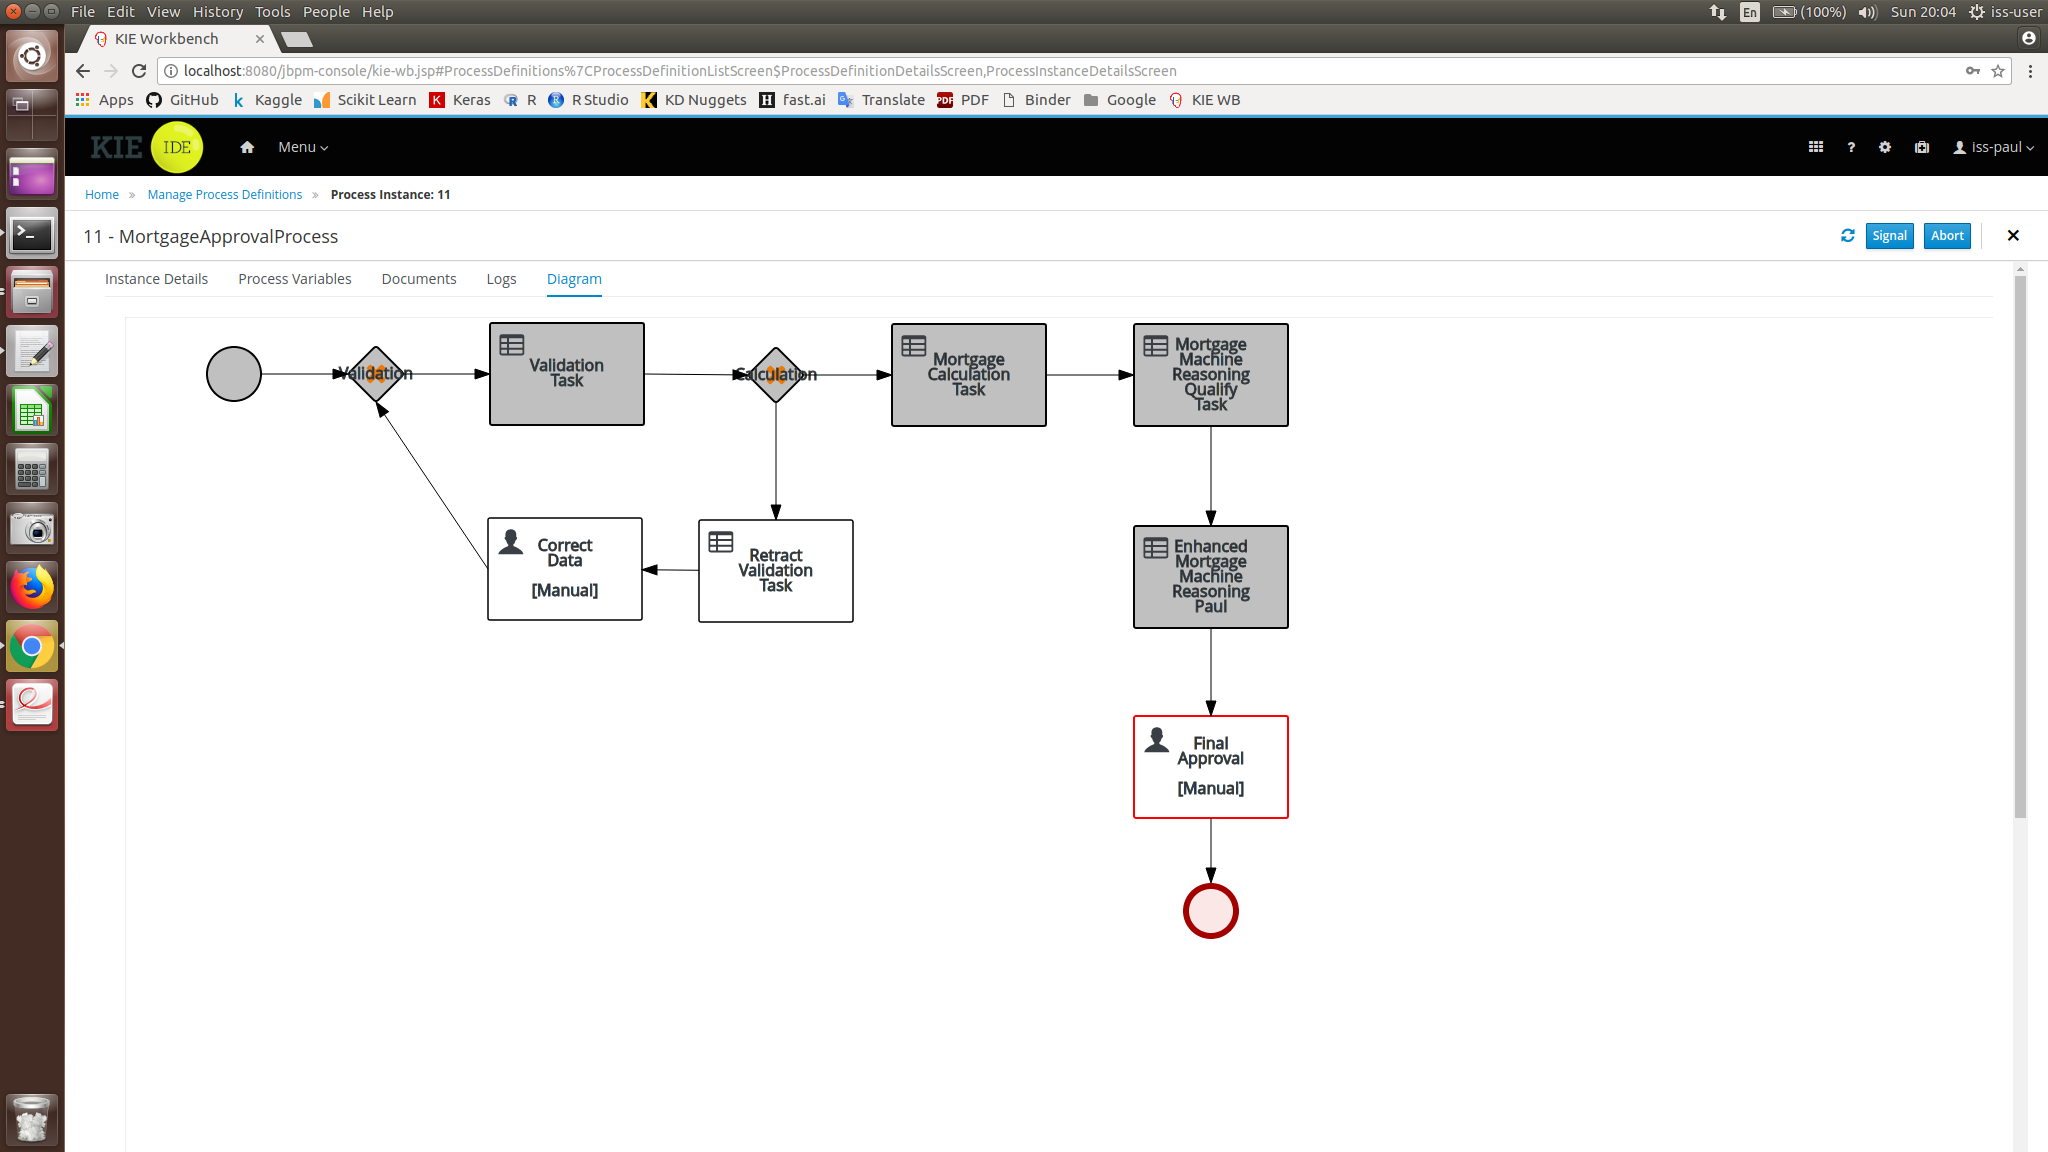 File Edit View History Tools People Help
En (100%) Sun 20:04 iss-user
KIE Workbench
localhost:8080/jbpm-console/kie-wb.jsp#ProcessDefinitions%7CProcessDefinitionListScreen$ProcessDefinitionDetailsScreen,ProcessInstanceDetailsScreen
Apps GitHub k Kaggle Scikit Learn K Keras R R Studio KD Nuggets H fast.ai Translate PDF PDF Binder Google KIE WB
KIE IDE Menu ? iss-paul
Home » Manage Process Definitions » Process Instance: 11
11 - MortgageApprovalProcess
Signal Abort
Instance Details Process Variables Documents Logs Diagram
Validation
Validation
Task
Calculation
Mortgage
Calculation
Task
Mortgage
Machine
Reasoning
Qualify
Task
Correct
Data
[Manual]
Retract
Validation
Task
Enhanced
Mortgage
Machine
Reasoning
Paul
Final
Approval
[Manual]